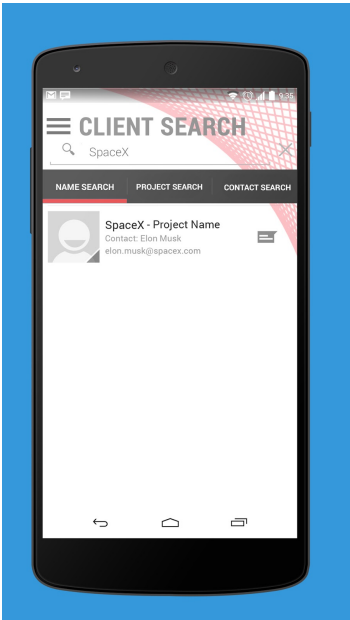 9:35
CLIENT SEARCH
SpaceX
NAME SEARCH
PROJECT SEARCH
CONTACT SEARCH
SpaceX - Project Name
Contact: Elon Musk
elon.musk@spacex.com